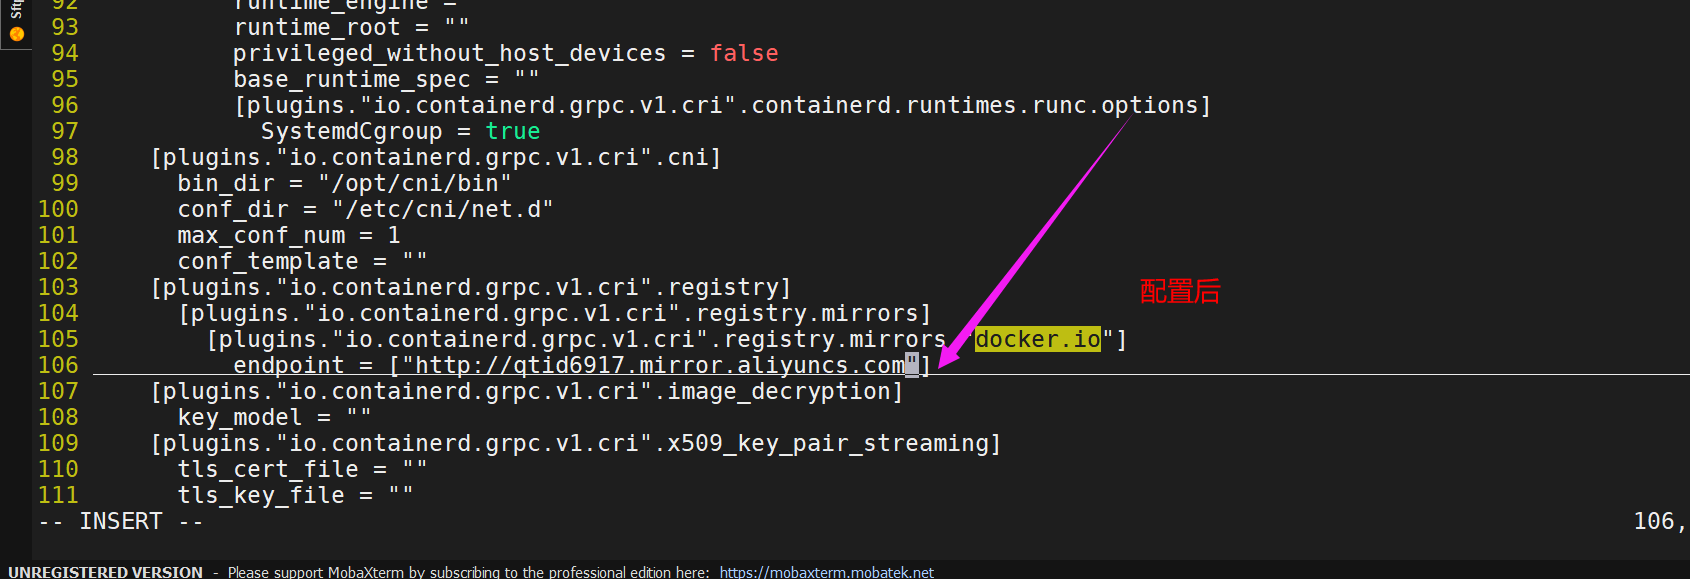 Sftp
92 runtime_engine = ""
93 runtime_root = ""
94 privileged_without_host_devices = false
95 base_runtime_spec = ""
96 [plugins."io.containerd.grpc.v1.cri".containerd.runtimes.runc.options]
97 SystemdCgroup = true
98 [plugins."io.containerd.grpc.v1.cri".cni]
99 bin_dir = "/opt/cni/bin"
100 conf_dir = "/etc/cni/net.d"
101 max_conf_num = 1
102 conf_template = ""
103 [plugins."io.containerd.grpc.v1.cri".registry]
配置后
104 [plugins."io.containerd.grpc.v1.cri".registry.mirrors]
105 [plugins."io.containerd.grpc.v1.cri".registry.mirrors."docker.io"]
106 endpoint = ["http://qtid6917.mirror.aliyuncs.com"]
107 [plugins."io.containerd.grpc.v1.cri".image_decryption]
108 key_model = ""
109 [plugins."io.containerd.grpc.v1.cri".x509_key_pair_streaming]
110 tls_cert_file = ""
111 tls_key_file = ""
-- INSERT -- 106,
UNREGISTERED VERSION - Please support MobaXterm by subscribing to the professional edition here: https://mobaxterm.mobatek.net